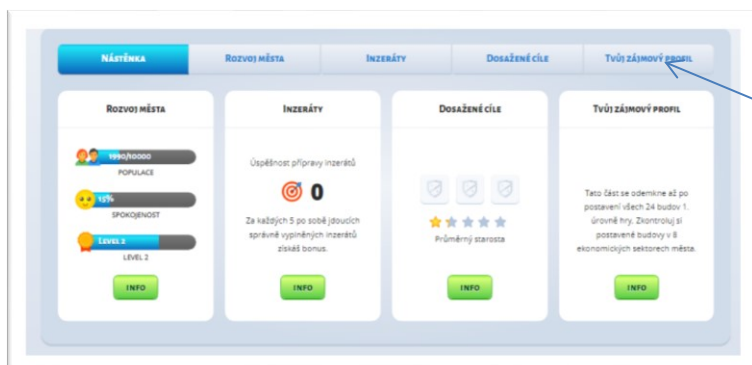 Nástěnka
Rozvoj města
Inzeráty
Dosažené cíle
Tvůj zájmový profil
Rozvoj města
1990/10000
POPULACE
15%
SPOKOJENOST
Level 2
LEVEL 2
INFO
Inzeráty
Úspěšnost přípravy inzerátů
0
Za každých 5 po sobě jdoucích
správně vyplněných inzerátů
získáš bonus.
INFO
Dosažené cíle
Průměrný starosta
INFO
Tvůj zájmový profil
Tato část se odemkne až po
postavení všech 24 budov 1.
úrovně hry. Zkontroluj si
postavené budovy v 8
ekonomických sektorech města.
INFO